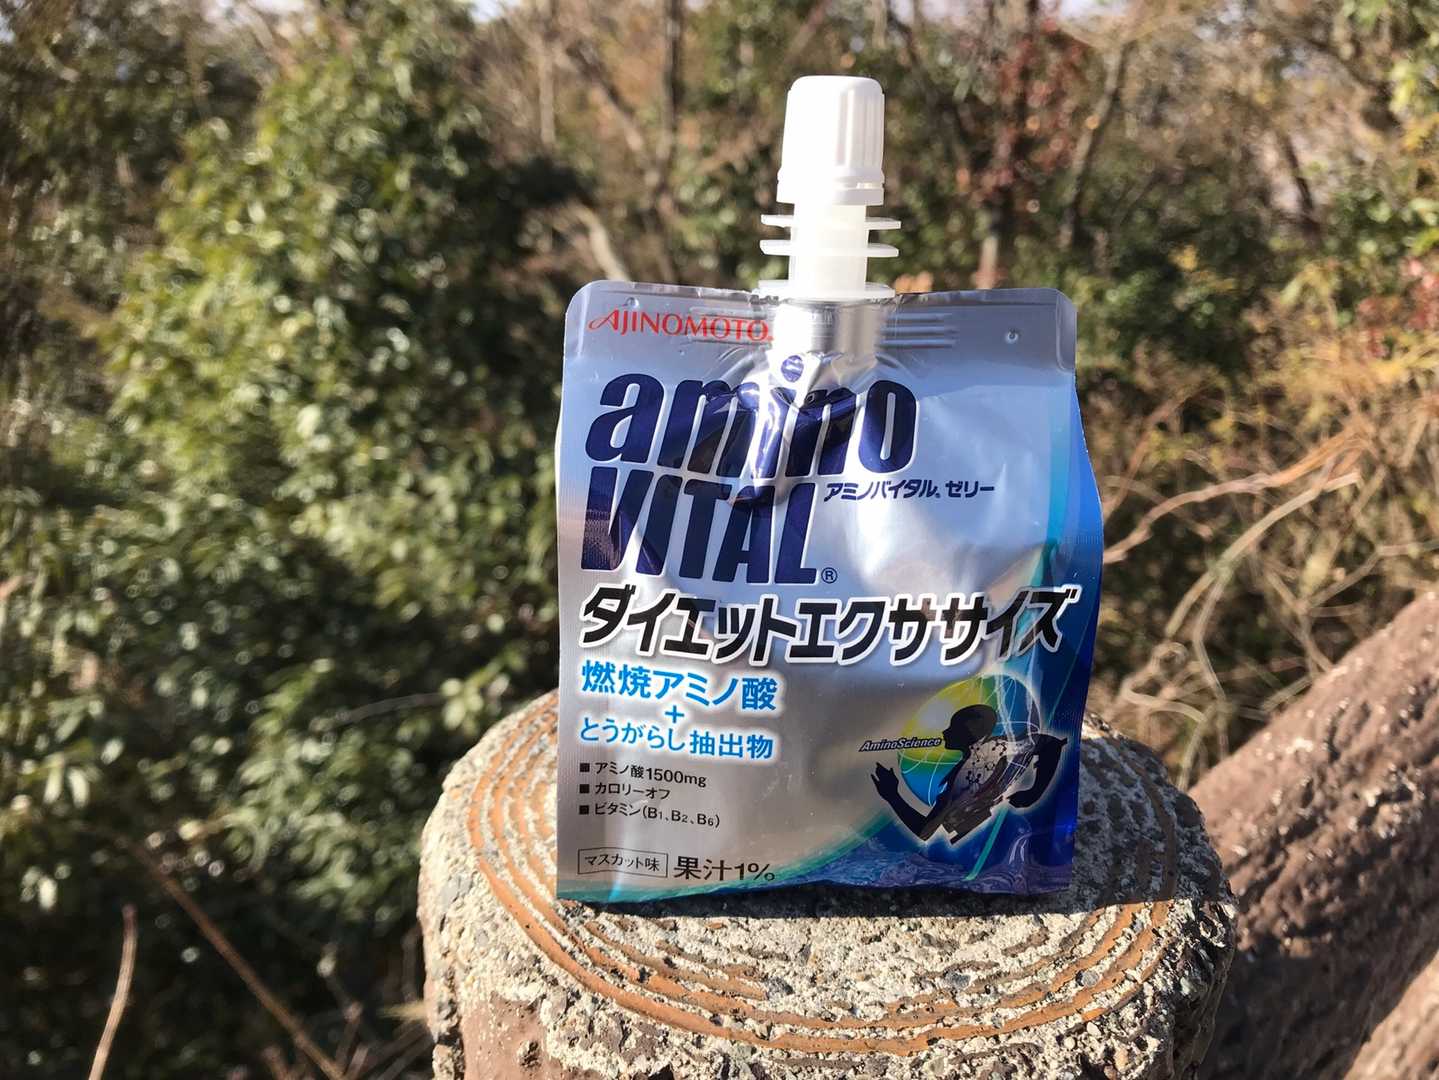 AJINOMOTO
amino
VITAL®
アミノバイタル® ゼリー
ダイエットエクササイズ
燃焼アミノ酸
+
とうがらし抽出物
AminoScience
■ アミノ酸1500mg
■ カロリーオフ
■ ビタミン(B1、B2、B6)
マスカット味 果汁1%